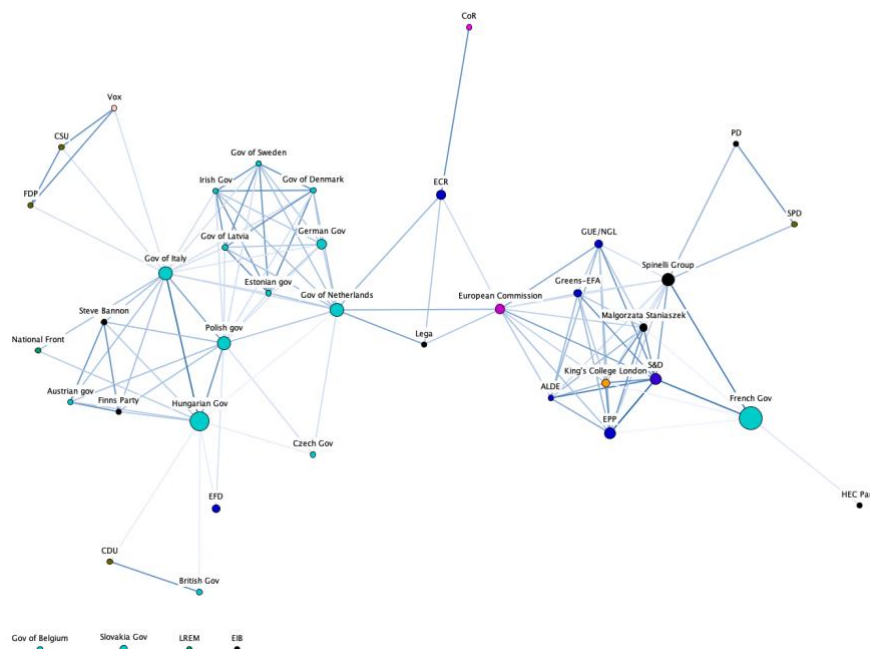 CoR
Vox
CSU
PD
Gov of Sweden
Irish Gov
Gov of Denmark
ECR
FDP
SPD
Gov of Latvia
German Gov
GUE/NGL
Gov of Italy
Spinelli Group
Estonian gov
Greens-EFA
Gov of Netherlands
European Commission
Steve Bannon
Malgorzata Staniaszek
Polish gov
National Front
Lega
King's College London
S&D
Austrian gov
Finns Party
Hungarian Gov
ALDE
French Gov
EPP
Czech Gov
EFD
HEC Pa
CDU
British Gov
Gov of Belgium
Slovakia Gov
LREM
EIB